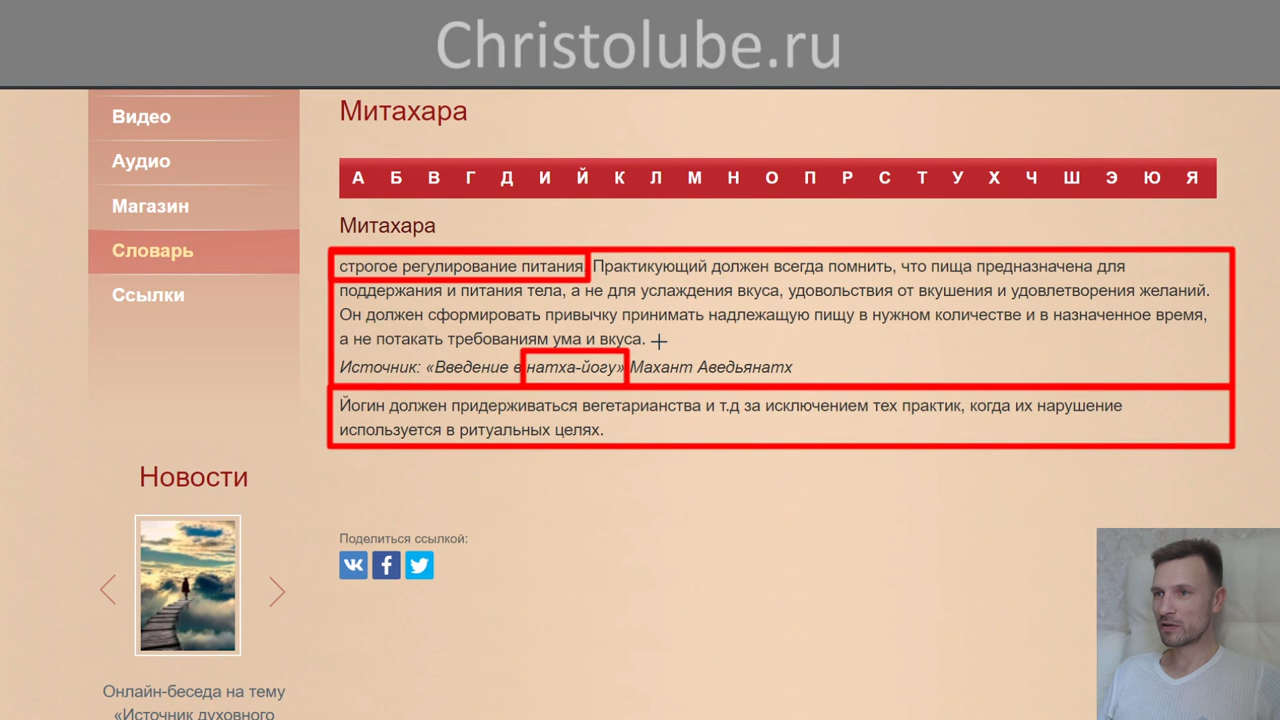 Christolube.ru
Видео
Аудио
Магазин
Словарь
Ссылки
Митахара
А Б В Г Д И Й К Л М Н О П Р С Т У Х Ч Ш Э Ю Я
Митахара
строгое регулирование питания. Практикующий должен всегда помнить, что пища предназначена для
поддержания и питания тела, а не для услаждения вкуса, удовольствия от вкушения и удовлетворения желаний.
Он должен сформировать привычку принимать надлежащую пищу в нужном количестве и в назначенное время,
а не потакать требованиям ума и вкуса.
Источник: «Введение в натха-йогу» Махант Аведьянатх
Йогин должен придерживаться вегетарианства и т.д за исключением тех практик, когда их нарушение
используется в ритуальных целях.
Новости
Онлайн-беседа на тему
«Источник духовного
Поделиться ссылкой: